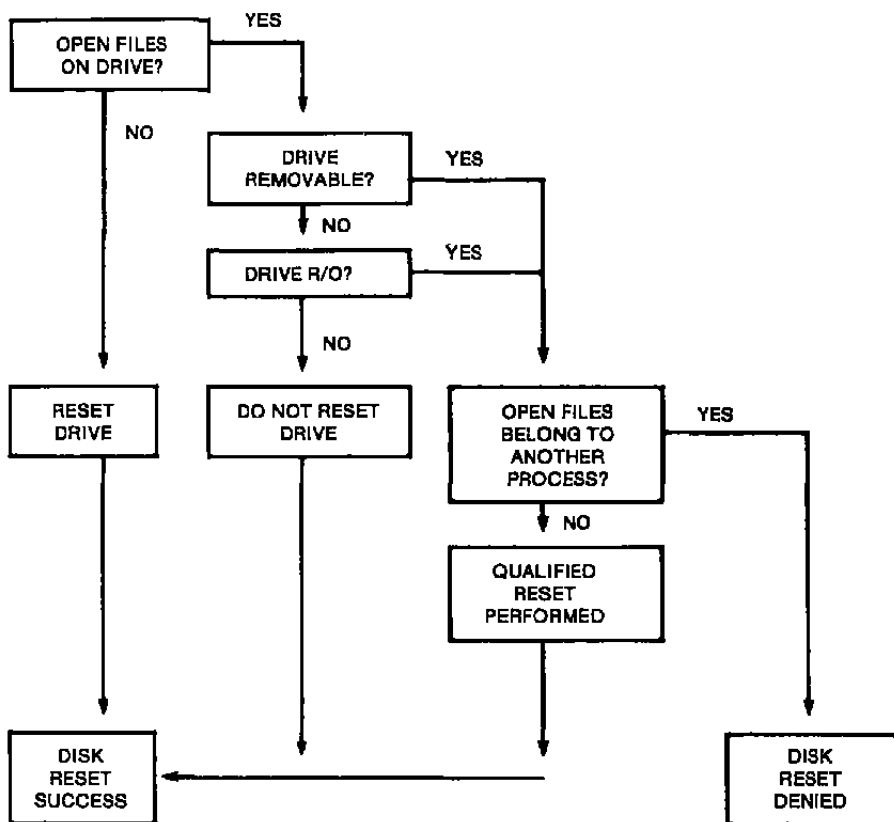 YES
OPEN FILES
ON DRIVE?
NO
DRIVE
REMOVABLE?
YES
NO
DRIVE R/O?
YES
NO
RESET
DRIVE
DO NOT RESET
DRIVE
OPEN FILES
BELONG TO
ANOTHER
PROCESS?
YES
NO
QUALIFIED
RESET
PERFORMED
DISK
RESET
SUCCESS
DISK
RESET
DENIED